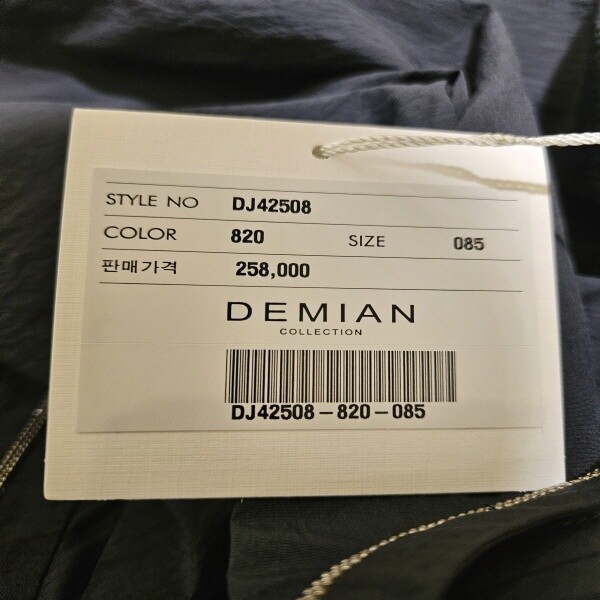 STYLE NO DJ42508
COLOR 820 SIZE 085
판매가격 258,000
DEMIAN
COLLECTION
DJ42508-820-085